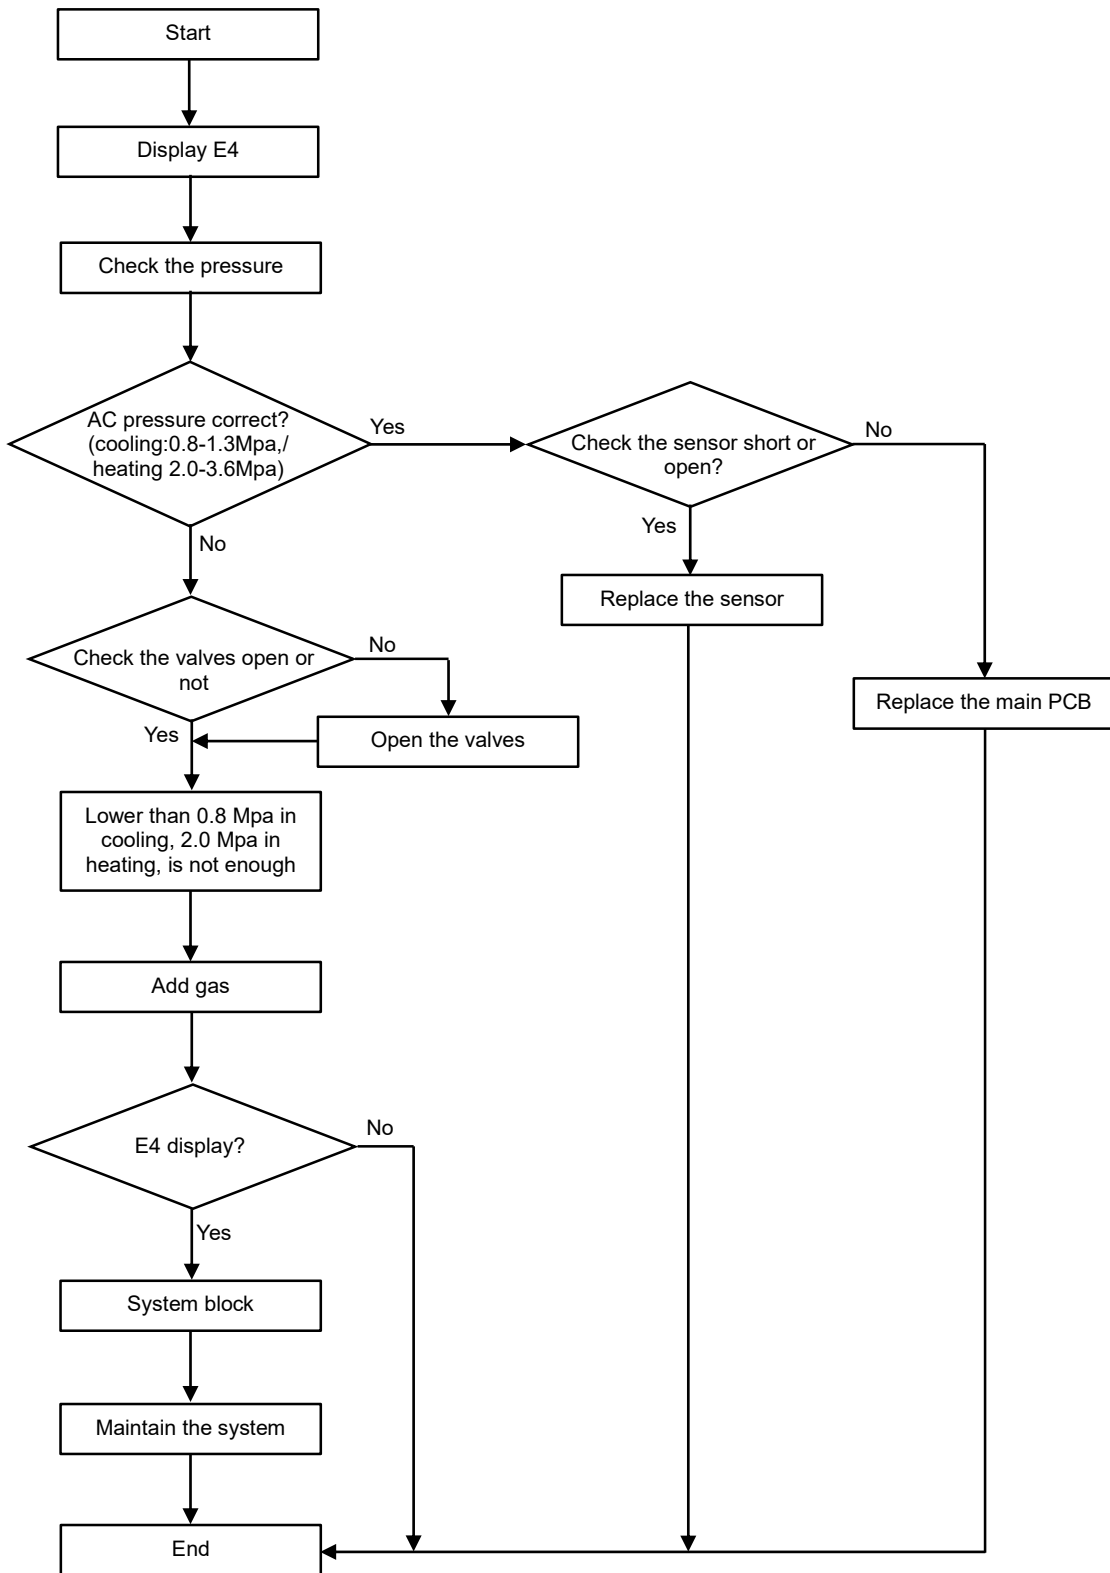 Start
Display E4
Check the pressure
AC pressure correct?
(cooling:0.8-1.3Mpa,/
heating 2.0-3.6Mpa)
Yes
No
Check the sensor short or
open?
No
Yes
Replace the sensor
Replace the main PCB
Check the valves open or
not
No
Yes
Open the valves
Lower than 0.8 Mpa in
cooling, 2.0 Mpa in
heating, is not enough
Add gas
E4 display?
No
Yes
System block
Maintain the system
End